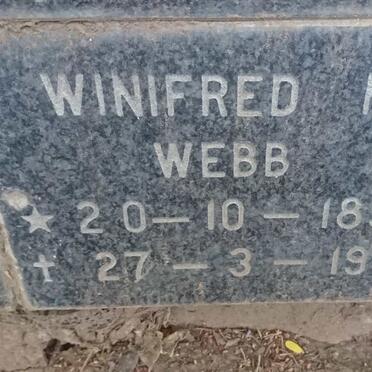 WINIFRED
WEBB
★ 20-10-18
✝ 27-3-19